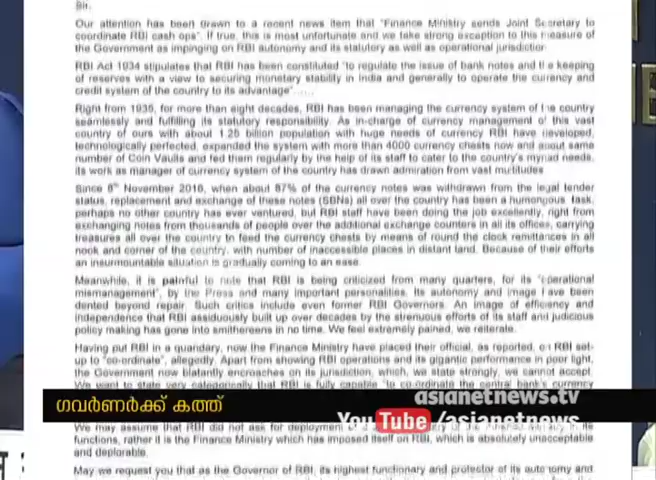 Sir,
Our attention has been drawn to a recent news item that "Finance Ministry sends Joint Secretary to
coordinate RBI cash ops". If true, this is most unfortunate and we take strong exception to this measure of
the Government as impinging on RBI autonomy and its statutory as well as operational jurisdiction.
RBI Act 1934 stipulates that RBI has been constituted "to regulate the issue of bank notes and the keeping
of reserves with a view to securing monetary stability in India and generally to operate the currency and
credit system of the country to its advantage"......
Right from 1935, for more than eight decades, RBI has been managing the currency system of the country
seamlessly and fulfilling its statutory responsibility. As in-charge of currency management of this vast
country of ours with about 1.25 billion population with huge needs of currency RBI have developed,
technologically perfected, expanded the system with more than 4000 currency chests now and about same
number of Coin Vaults and fed them regularly by the help of its staff to cater to the country's myriad needs.
Its work as manager of currency system of the country has drawn admiration from vast multitudes.
Since 8th November 2016, when about 87% of the currency notes was withdrawn from the legal tender
status, replacement and exchange of these notes (SBNs) all over the country has been a humongous task,
perhaps no other country has ever ventured, but RBI staff have been doing the job excellently, right from
exchanging notes from thousands of people over the additional exchange counters in all its offices, carrying
treasures all over the country to feed the currency chests by means of round the clock remittances in all
nook and corner of the country, with number of inaccessible places in distant land. Because of their efforts
an insurmountable situation is gradually coming to an ease.
Meanwhile, it is painful to note that RBI is being criticized from many quarters, for its "operational
mismanagement", by the Press and many important personalities. Its autonomy and image have been
dented beyond repair. Such critics include even former RBI Governors. An image of efficiency and
independence that RBI assiduously built up over decades by the strenuous efforts of its staff and judicious
policy making has gone into smithereens in no time. We feel extremely pained, we reiterate.
Having put RBI in a quandary, now the Finance Ministry have placed their official, as reported, on RBI set-
up to "co-ordinate", allegedly. Apart from showing RBI operations and its gigantic performance in poor light,
the Government now blatantly encroaches on its jurisdiction, which, we state strongly, we cannot accept.
We want to state very categorically that RBI is fully capable "to co-ordinate the central bank's currency
asianetnews.tv
ഗവർണർക്ക് കത്ത്
YouTube/asianetnews
We may assume that RBI did not ask for deployment in its
functions, rather it is the Finance Ministry which has imposed itself on RBI, which is absolutely unacceptable
and deplorable.
May we request you that as the Governor of RBI, its highest functionary and protector of its autonomy and